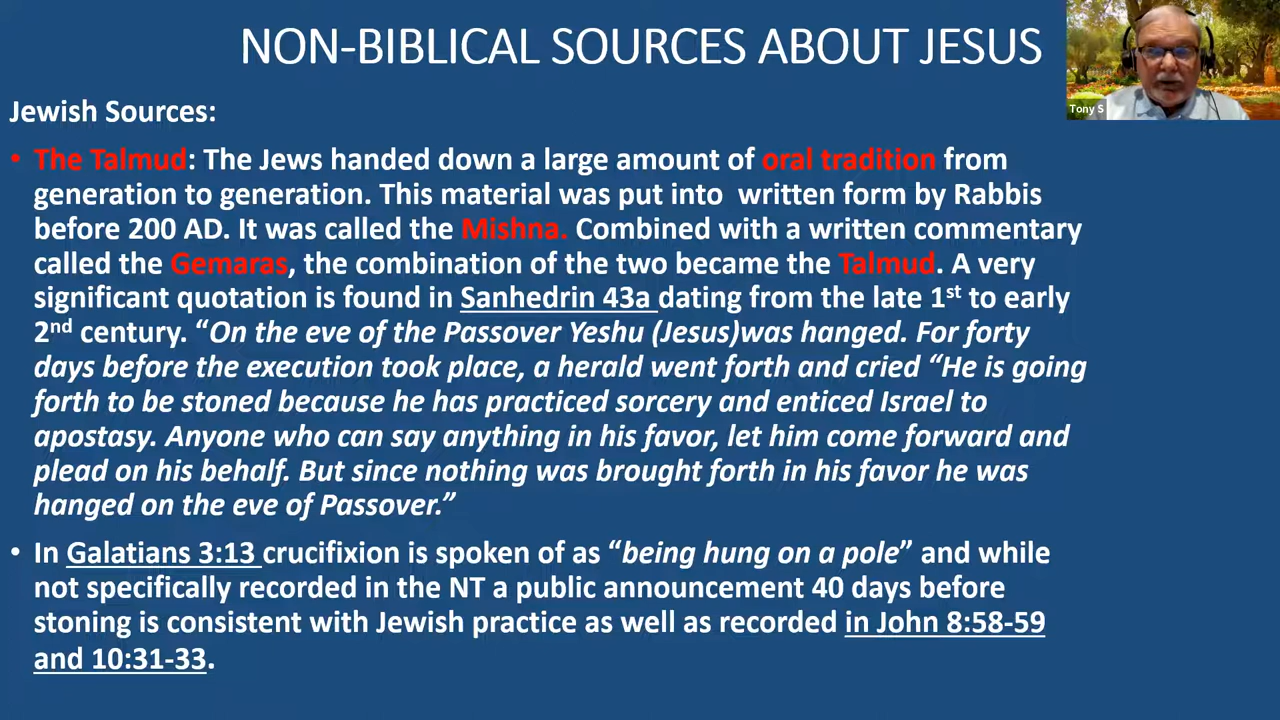 NON-BIBLICAL SOURCES ABOUT JESUS
Tony S
Jewish Sources:
• The Talmud: The Jews handed down a large amount of oral tradition from
generation to generation. This material was put into written form by Rabbis
before 200 AD. It was called the Mishna. Combined with a written commentary
called the Gemaras, the combination of the two became the Talmud. A very
significant quotation is found in Sanhedrin 43a dating from the late 1st to early
2nd century. “On the eve of the Passover Yeshu (Jesus)was hanged. For forty
days before the execution took place, a herald went forth and cried “He is going
forth to be stoned because he has practiced sorcery and enticed Israel to
apostasy. Anyone who can say anything in his favor, let him come forward and
plead on his behalf. But since nothing was brought forth in his favor he was
hanged on the eve of Passover.”
• In Galatians 3:13 crucifixion is spoken of as “being hung on a pole” and while
not specifically recorded in the NT a public announcement 40 days before
stoning is consistent with Jewish practice as well as recorded in John 8:58-59
and 10:31-33.